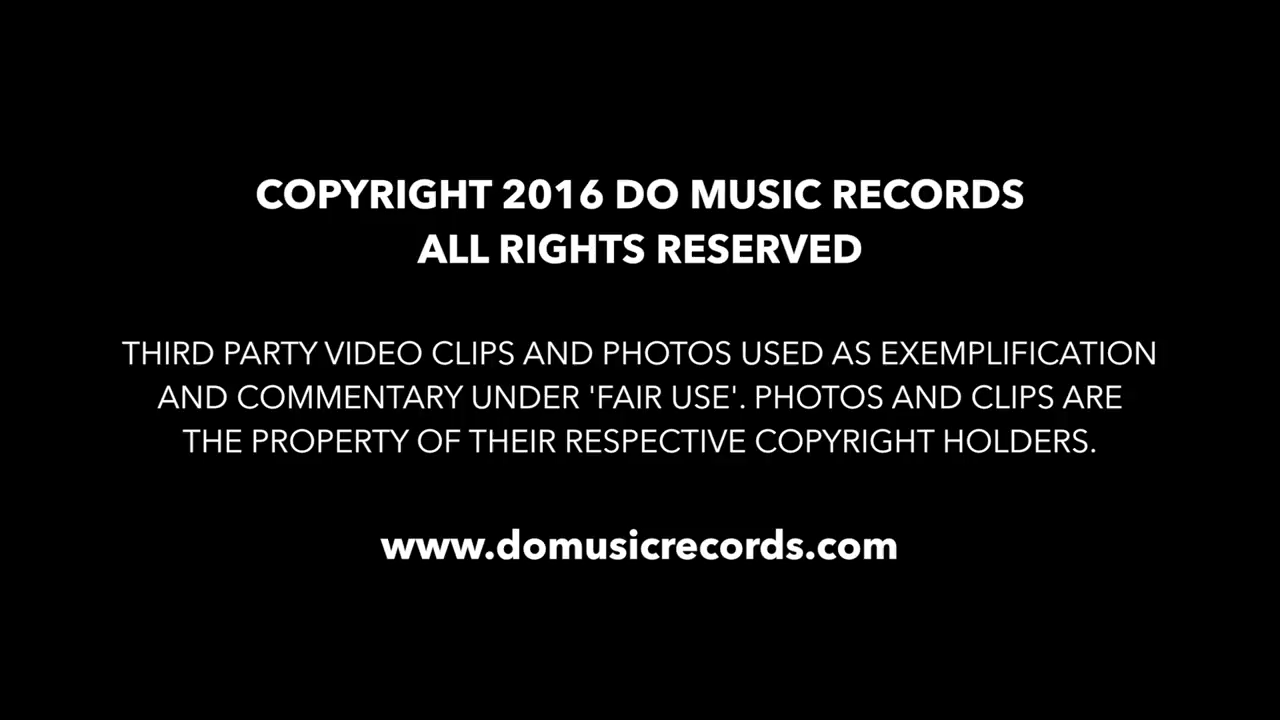 COPYRIGHT 2016 DO MUSIC RECORDS
ALL RIGHTS RESERVED
THIRD PARTY VIDEO CLIPS AND PHOTOS USED AS EXEMPLIFICATION
AND COMMENTARY UNDER 'FAIR USE'. PHOTOS AND CLIPS ARE
THE PROPERTY OF THEIR RESPECTIVE COPYRIGHT HOLDERS.
www.domusicrecords.com